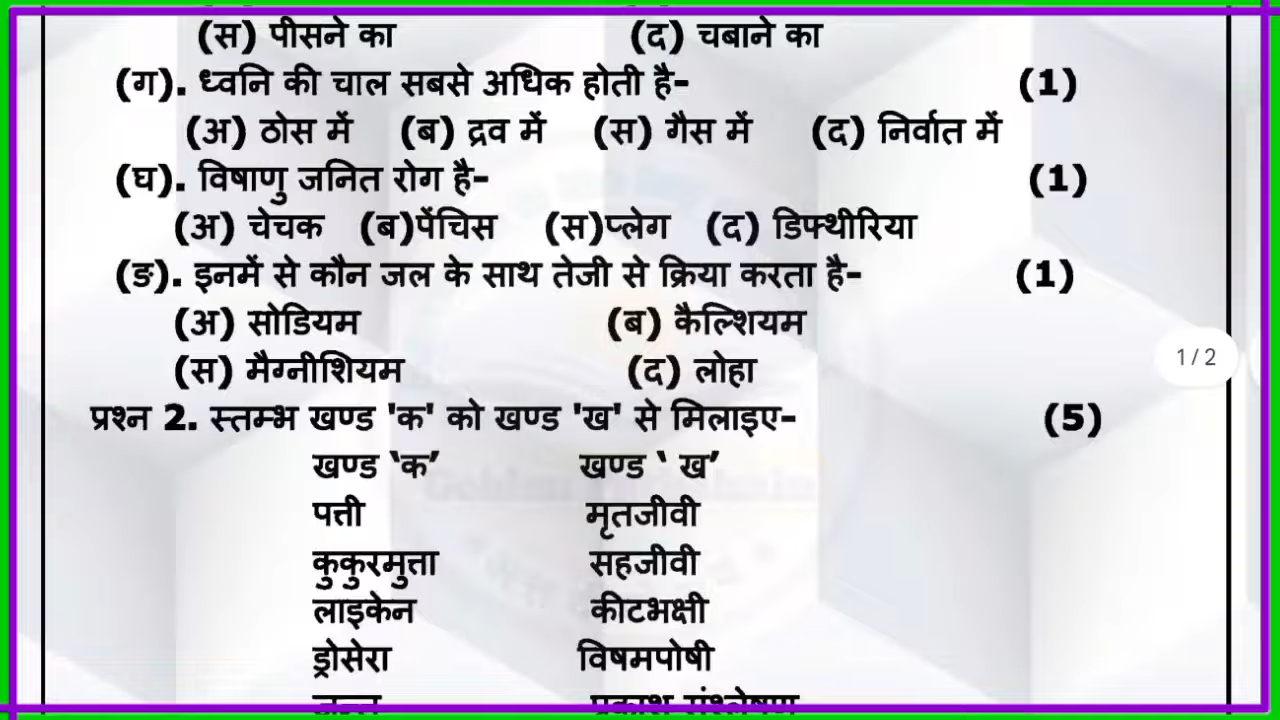 (स) पीसने का (द) चबाने का
(ग). ध्वनि की चाल सबसे अधिक होती है- (1)
(अ) ठोस में (ब) द्रव में (स) गैस में (द) निर्वात में
(घ). विषाणु जनित रोग है- (1)
(अ) चेचक (ब)पेंचिस (स)प्लेग (द) डिफ्थीरिया
(ङ). इनमें से कौन जल के साथ तेजी से क्रिया करता है- (1)
(अ) सोडियम (ब) कैल्शियम
1 / 2
(स) मैग्नीशियम (द) लोहा
प्रश्न 2. स्तम्भ खण्ड 'क' को खण्ड 'ख' से मिलाइए- (5)
खण्ड ‘क’ खण्ड ‘ ख’
पत्ती मृतजीवी
कुकुरमुत्ता सहजीवी
लाइकेन कीटभक्षी
ड्रोसेरा विषमपोषी